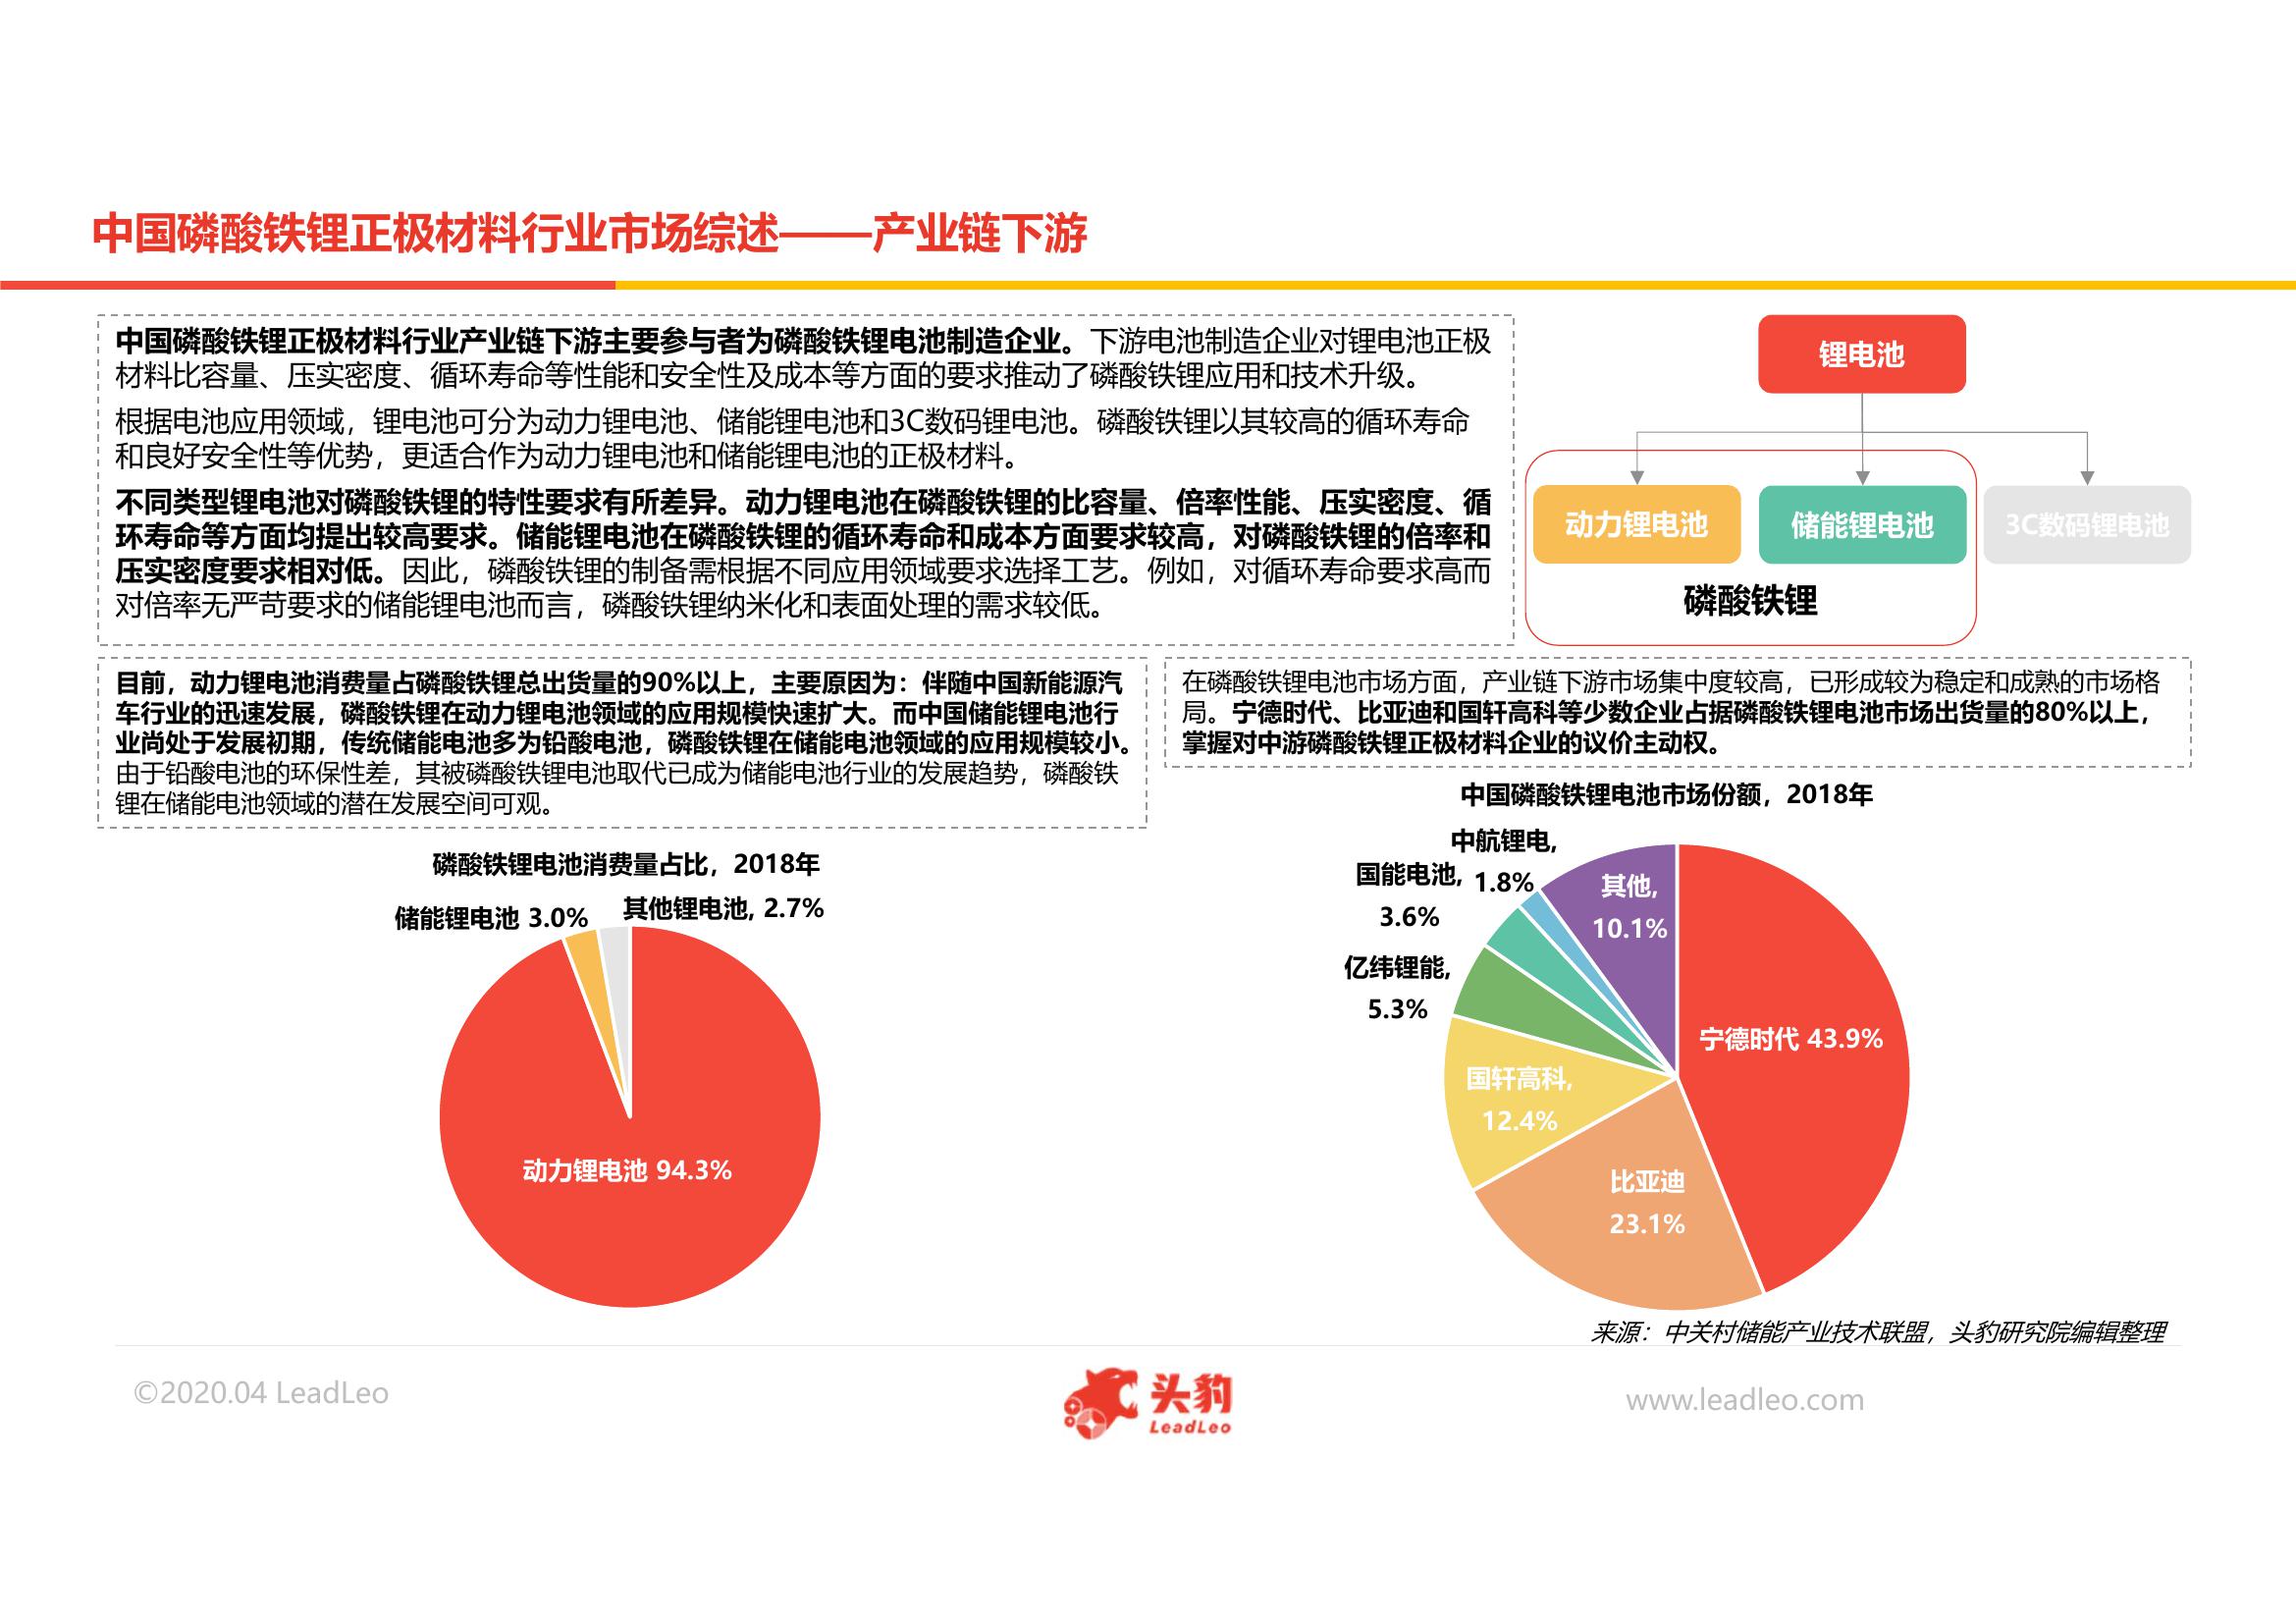 中国磷酸铁锂正极材料行业市场综述——产业链下游
中国磷酸铁锂正极材料行业产业链下游主要参与者为磷酸铁锂电池制造企业。下游电池制造企业对锂电池正极
材料比容量、压实密度、循环寿命等性能和安全性及成本等方面的要求推动了磷酸铁锂应用和技术升级。
根据电池应用领域，锂电池可分为动力锂电池、储能锂电池和3C数码锂电池。磷酸铁锂以其较高的循环寿命
和良好安全性等优势，更适合作为动力锂电池和储能锂电池的正极材料。
不同类型锂电池对磷酸铁锂的特性要求有所差异。动力锂电池在磷酸铁锂的比容量、倍率性能、压实密度、循
环寿命等方面均提出较高要求。储能锂电池在磷酸铁锂的循环寿命和成本方面要求较高，对磷酸铁锂的倍率和
压实密度要求相对低。因此，磷酸铁锂的制备需根据不同应用领域要求选择工艺。例如，对循环寿命要求高而
对倍率无严苛要求的储能锂电池而言，磷酸铁锂纳米化和表面处理的需求较低。
锂电池
动力锂电池
储能锂电池
3C数码锂电池
磷酸铁锂
目前，动力锂电池消费量占磷酸铁锂总出货量的90%以上，主要原因为：伴随中国新能源汽
车行业的迅速发展，磷酸铁锂在动力锂电池领域的应用规模快速扩大。而中国储能锂电池行
业尚处于发展初期，传统储能电池多为铅酸电池，磷酸铁锂在储能电池领域的应用规模较小。
由于铅酸电池的环保性差，其被磷酸铁锂电池取代已成为储能电池行业的发展趋势，磷酸铁
锂在储能电池领域的潜在发展空间可观。
在磷酸铁锂电池市场方面，产业链下游市场集中度较高，已形成较为稳定和成熟的市场格
局。宁德时代、比亚迪和国轩高科等少数企业占据磷酸铁锂电池市场出货量的80%以上，
掌握对中游磷酸铁锂正极材料企业的议价主动权。
磷酸铁锂电池消费量占比，2018年
储能锂电池 3.0%
其他锂电池, 2.7%
动力锂电池 94.3%
中国磷酸铁锂电池市场份额，2018年
中航锂电,
1.8%
国能电池,
3.6%
亿纬锂能,
5.3%
其他,
10.1%
宁德时代 43.9%
国轩高科,
12.4%
比亚迪
23.1%
来源：中关村储能产业技术联盟，头豹研究院编辑整理
©2020.04 LeadLeo
头豹
LeadLeo
www.leadleo.com